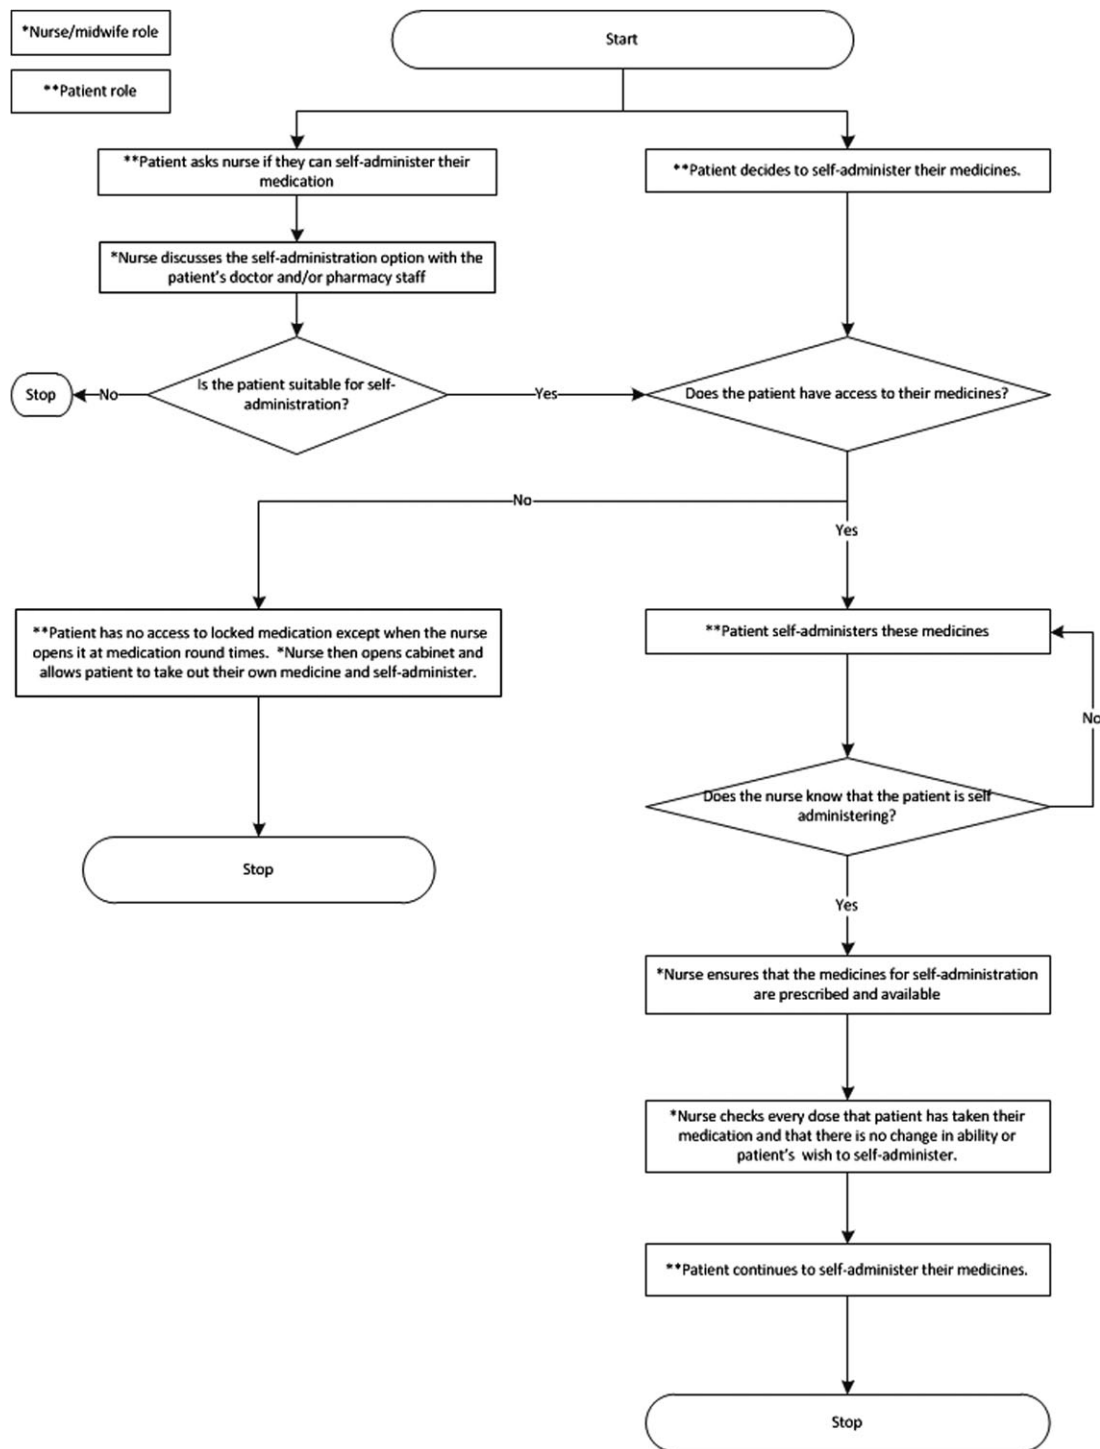 *Nurse/midwife role
**Patient role
Start
**Patient asks nurse if they can self-administer their
medication
**Patient decides to self-administer their medicines.
*Nurse discusses the self-administration option with the
patient's doctor and/or pharmacy staff
Is the patient suitable for self-
administration?
No
Stop
Yes
Does the patient have access to their medicines?
No
Yes
**Patient has no access to locked medication except when the nurse
opens it at medication round times.  *Nurse then opens cabinet and
allows patient to take out their own medicine and self-administer.
Stop
**Patient self-administers these medicines
No
Does the nurse know that the patient is self
administering?
Yes
*Nurse ensures that the medicines for self-administration
are prescribed and available
*Nurse checks every dose that patient has taken their
medication and that there is no change in ability or
patient's  wish to self-administer.
**Patient continues to self-administer their medicines.
Stop